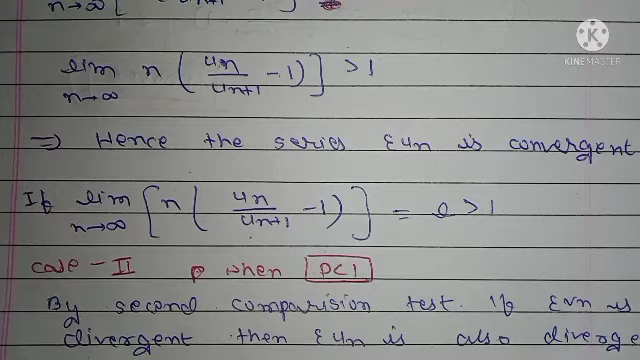 n→∞
KINEMASTER
lim n→∞ n ( un/un+1 - 1 ) ] > 1
⇒ Hence the series Σun is convergent
If lim n→∞ [ n ( un/un+1 - 1 ) ] = l > 1
case - II p when p<1
By second comparision test. If Σvn is
divergent then Σun is also diverge